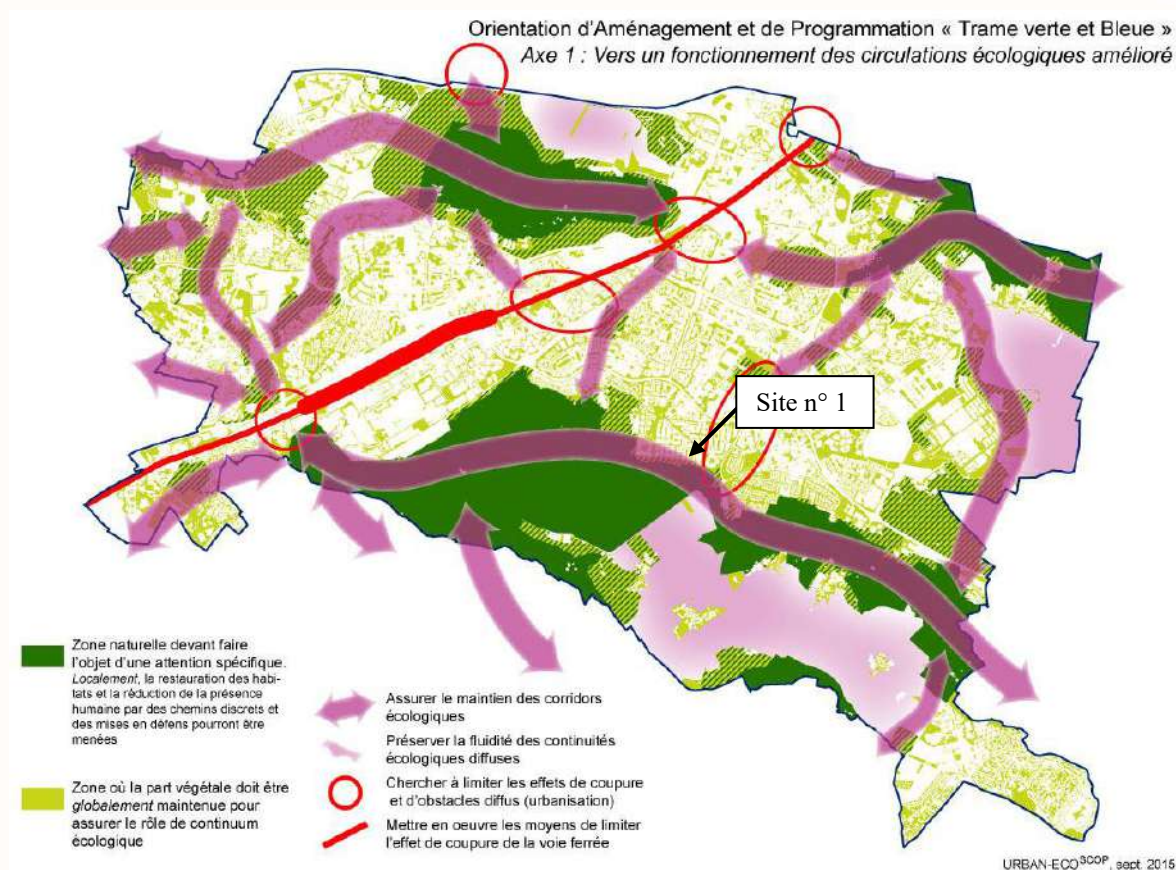 Orientation d'Aménagement et de Programmation « Trame verte et Bleue »
Axe 1 : Vers un fonctionnement des circulations écologiques amélioré
Site n° 1
Zone naturelle devant faire
l'objet d'une attention spécifique.
Localement, la restauration des habi-
tats et la réduction de la présence
humaine par des chemins discrets et
des mises en défens pourront être
menées
Zone où la part végétale doit être
globalement maintenue pour
assurer le rôle de continuum
écologique
Assurer le maintien des corridors
écologiques
Préserver la fluidité des continuités
écologiques diffuses
Chercher à limiter les effets de coupure
et d'obstacles diffus (urbanisation)
Mettre en oeuvre les moyens de limiter
l'effet de coupure de la voie ferrée
URBAN-ECO SCOP, sept. 2015